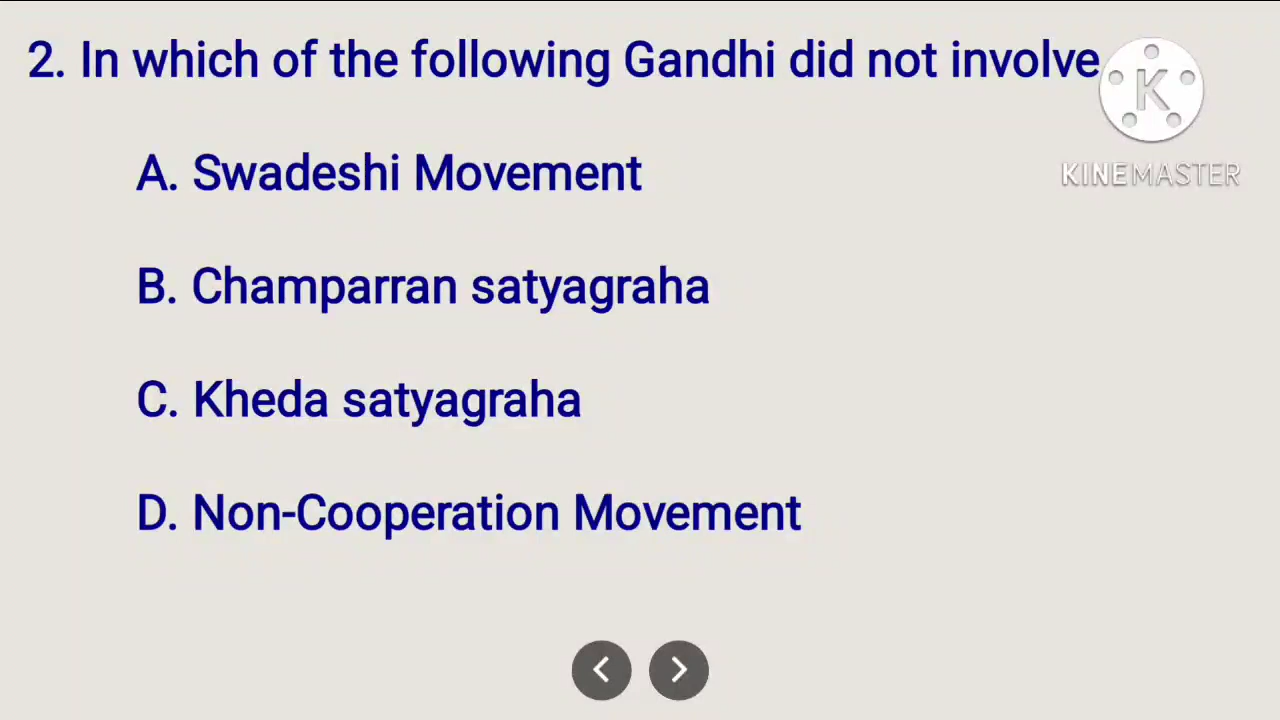 2. In which of the following Gandhi did not involve
K
KINEMASTER
A. Swadeshi Movement
B. Champarran satyagraha
C. Kheda satyagraha
D. Non-Cooperation Movement